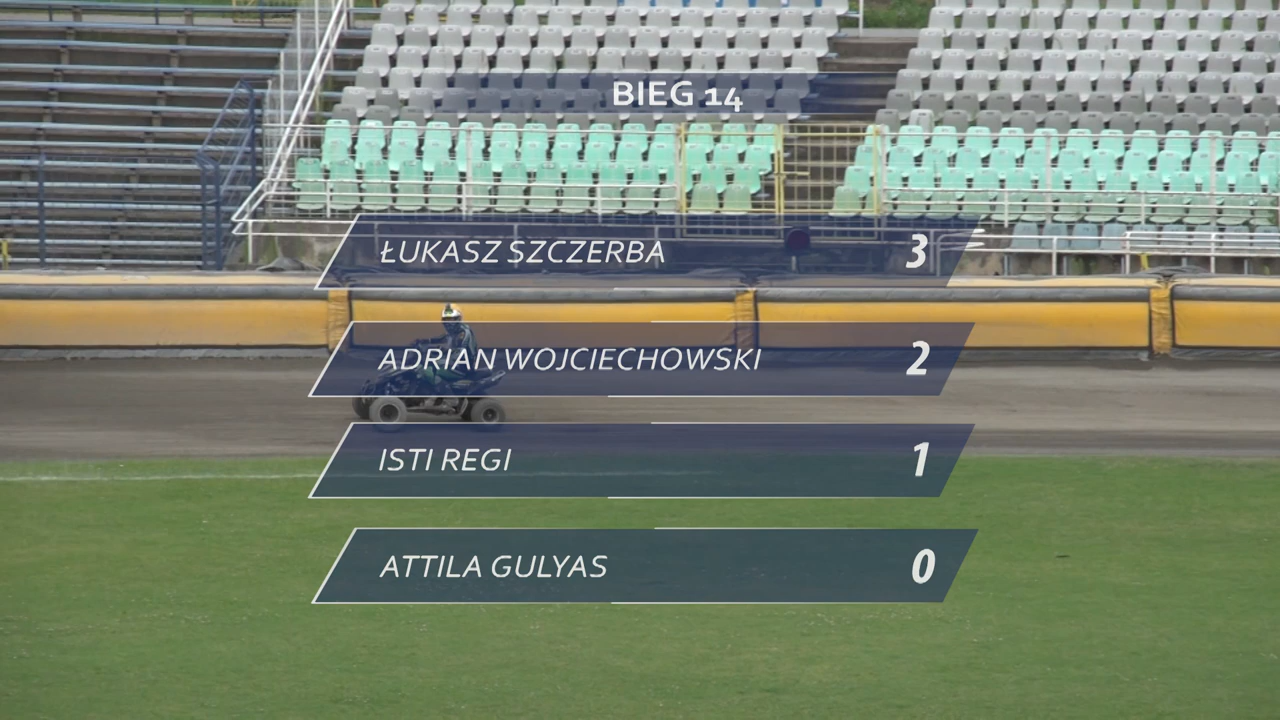 BIEG 14
ŁUKASZ SZCZERBA 3
ADRIAN WOJCIECHOWSKI 2
ISTI REGI 1
ATTILA GULYAS 0